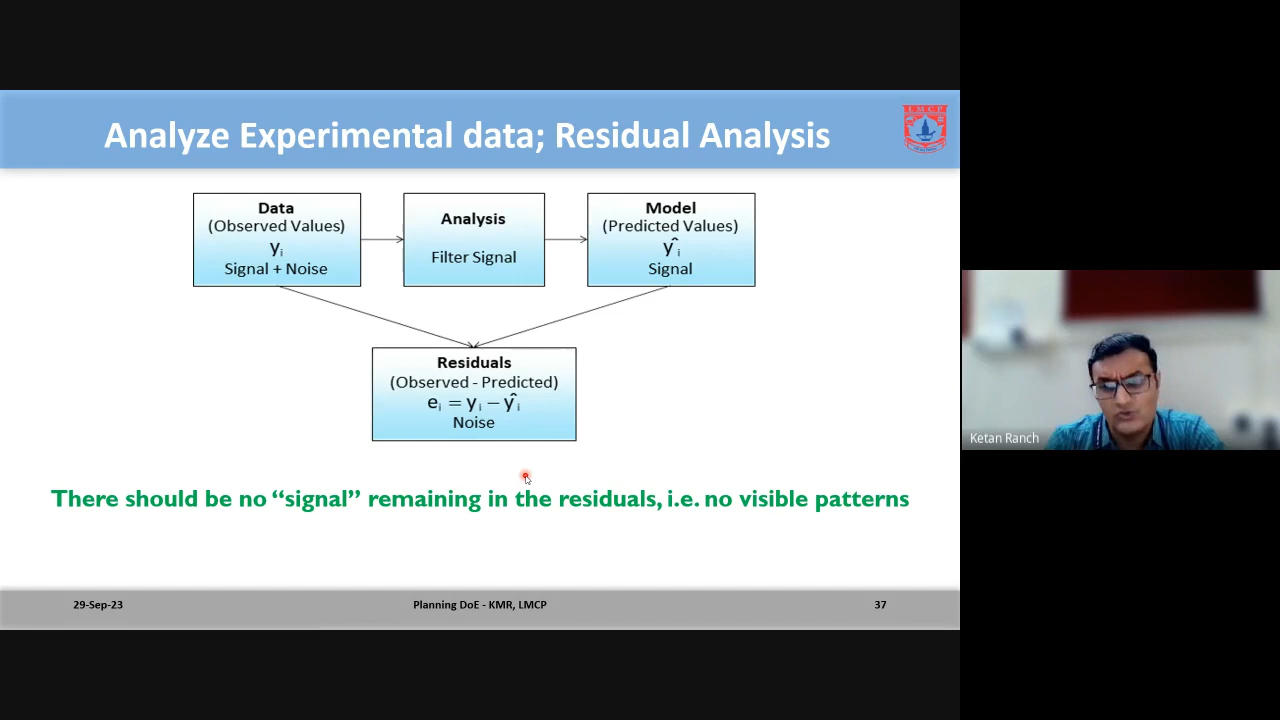 Analyze Experimental data; Residual Analysis
LMCP
Data
(Observed Values)
yi
Signal + Noise
Analysis
Filter Signal
Model
(Predicted Values)
ŷi
Signal
Residuals
(Observed - Predicted)
ei = yi − ŷi
Noise
There should be no “signal” remaining in the residuals, i.e. no visible patterns
29-Sep-23
Planning DoE - KMR, LMCP
37
Ketan Ranch